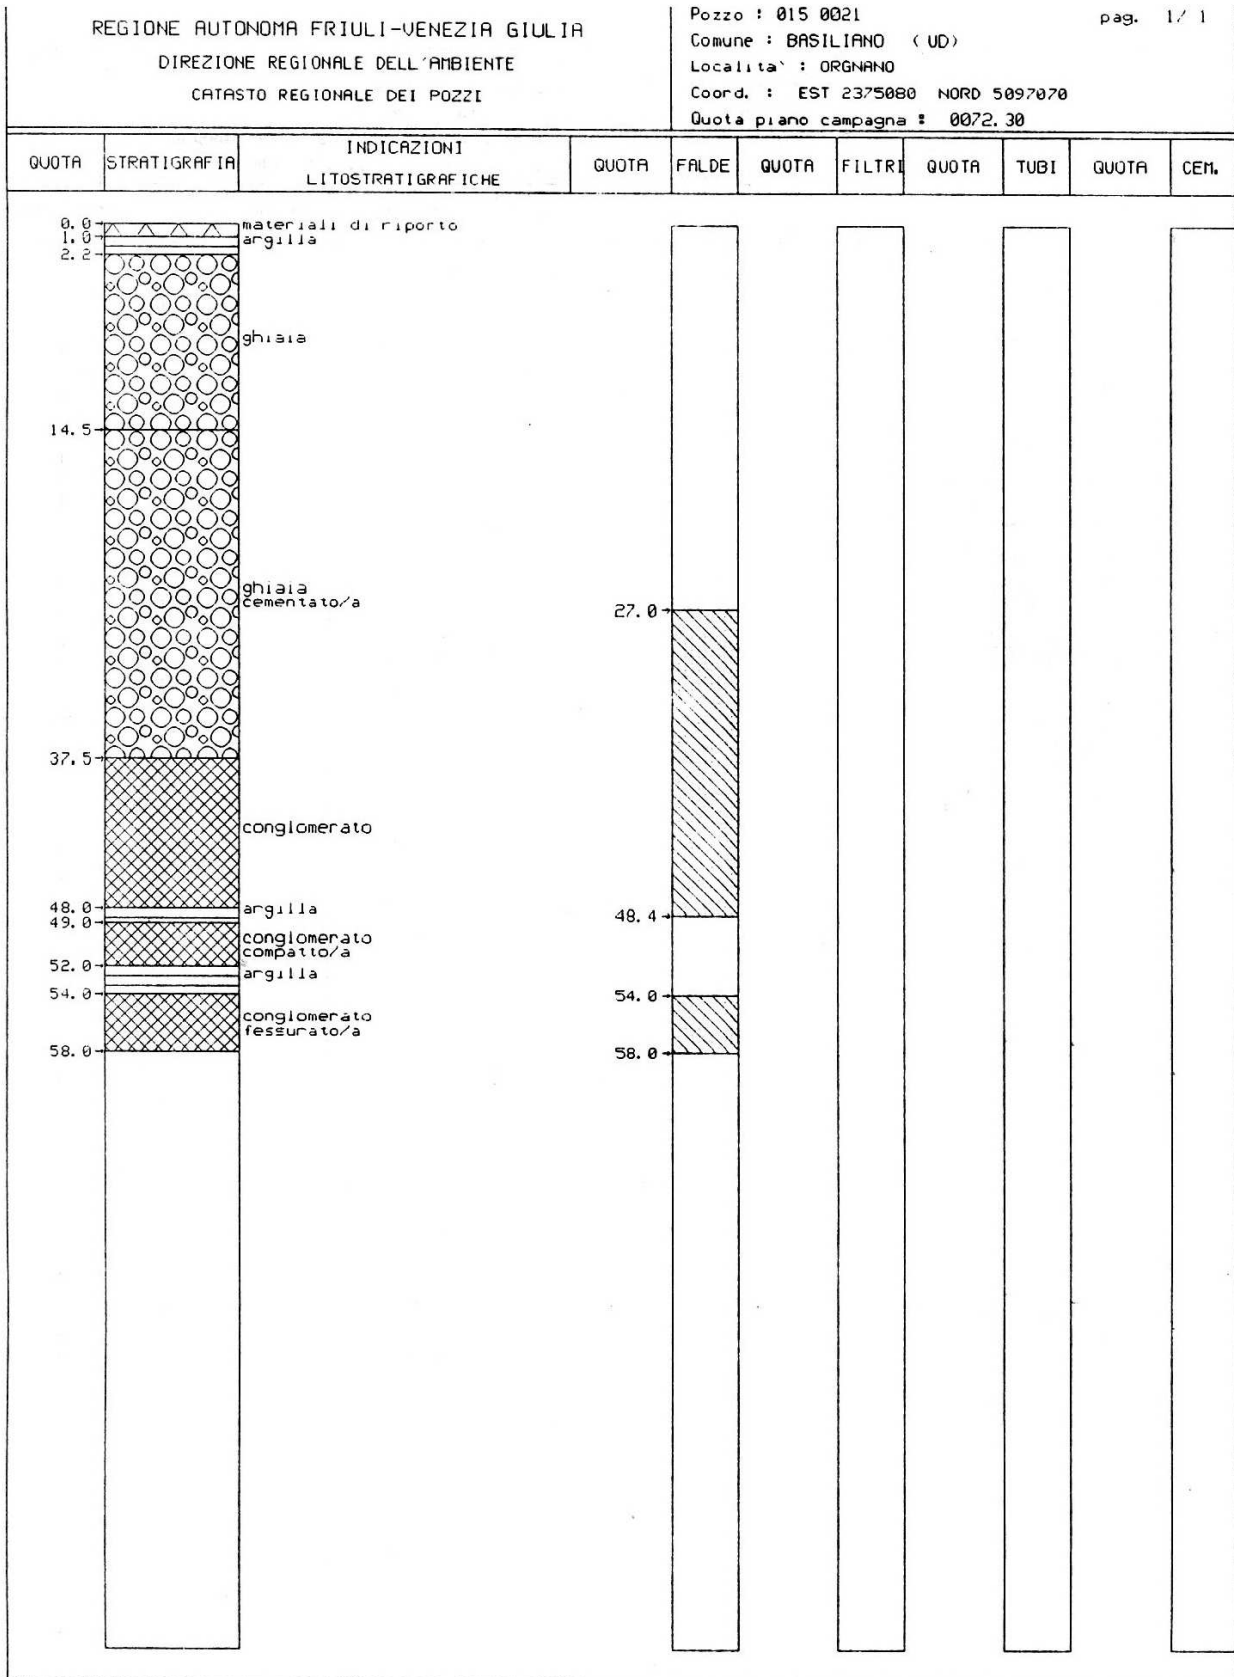 REGIONE AUTONOMA FRIULI-VENEZIA GIULIA
DIREZIONE REGIONALE DELL'AMBIENTE
CATASTO REGIONALE DEI POZZI
Pozzo : 015 0021 pag. 1/ 1
Comune : BASILIANO ( UD)
Localita` : ORGNANO
Coord. : EST 2375080 NORD 5097070
Quota piano campagna : 0072.30
QUOTA STRATIGRAFIA INDICAZIONI LITOSTRATIGRAFICHE QUOTA FALDE QUOTA FILTRI QUOTA TUBI QUOTA CEM.
0.0 materiali di riporto
1.0 argilla
2.2
ghiaia
14.5
ghiaia
cementato/a
27.0
37.5
conglomerato
48.0 argilla
48.4
49.0
conglomerato
compatto/a
52.0
argilla
54.0 54.0
conglomerato
fessurato/a
58.0 58.0